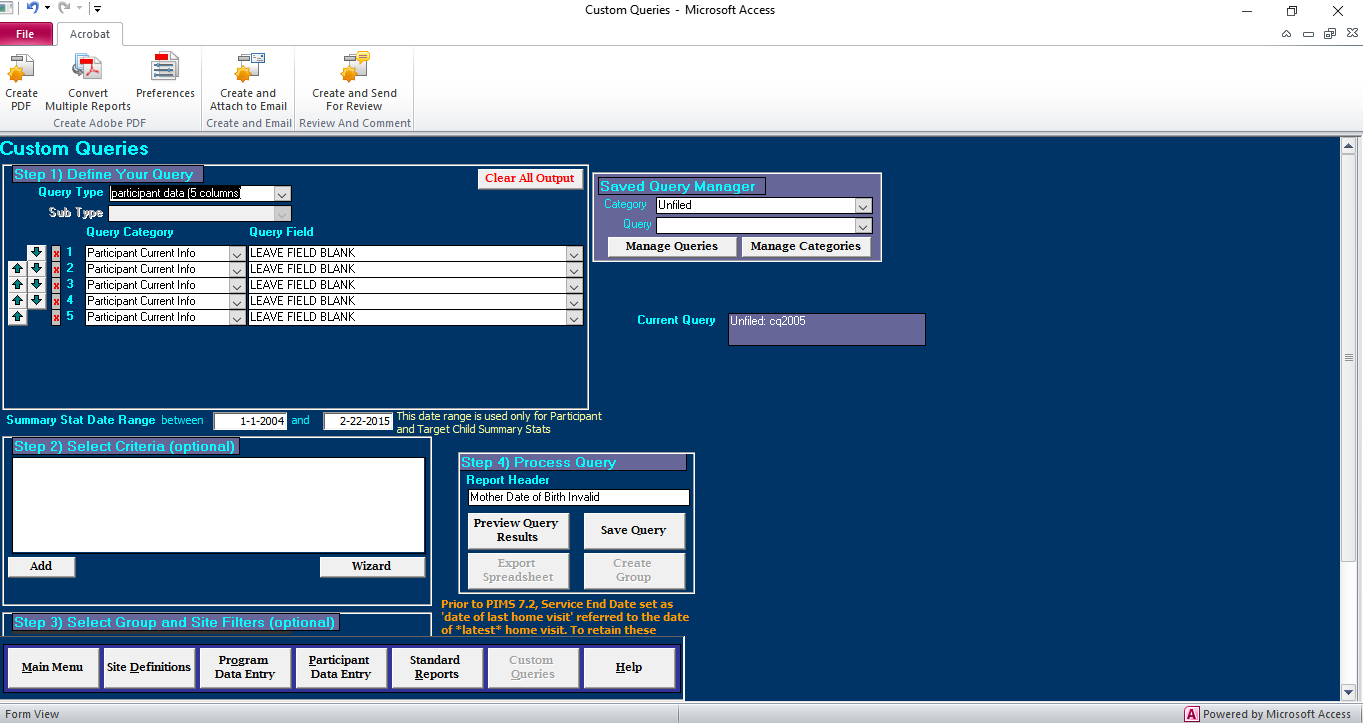 Custom Queries - Microsoft Access
File
Acrobat
Create
PDF
Convert
Multiple Reports
Preferences
Create and
Attach to Email
Create and Send
For Review
Create Adobe PDF
Create and Email
Review And Comment
Custom Queries
Step 1) Define Your Query
Clear All Output
Query Type
participant data (5 columns)
Sub Type
Query Category
Query Field
x 1 Participant Current Info LEAVE FIELD BLANK
x 2 Participant Current Info LEAVE FIELD BLANK
x 3 Participant Current Info LEAVE FIELD BLANK
x 4 Participant Current Info LEAVE FIELD BLANK
x 5 Participant Current Info LEAVE FIELD BLANK
Saved Query Manager
Category Unfiled
Query
Manage Queries
Manage Categories
Current Query
Unfiled: cq2005
Summary Stat Date Range between 1-1-2004 and 2-22-2015
This date range is used only for Participant
and Target Child Summary Stats
Step 2) Select Criteria (optional)
Add
Wizard
Step 4) Process Query
Report Header
Mother Date of Birth Invalid
Preview Query
Results
Save Query
Export
Spreadsheet
Create
Group
Prior to PIMS 7.2, Service End Date set as
'date of last home visit' referred to the date
of *latest* home visit. To retain these
Step 3) Select Group and Site Filters (optional)
Main Menu
Site Definitions
Program
Data Entry
Participant
Data Entry
Standard
Reports
Custom
Queries
Help
Form View
A
Powered by Microsoft Access